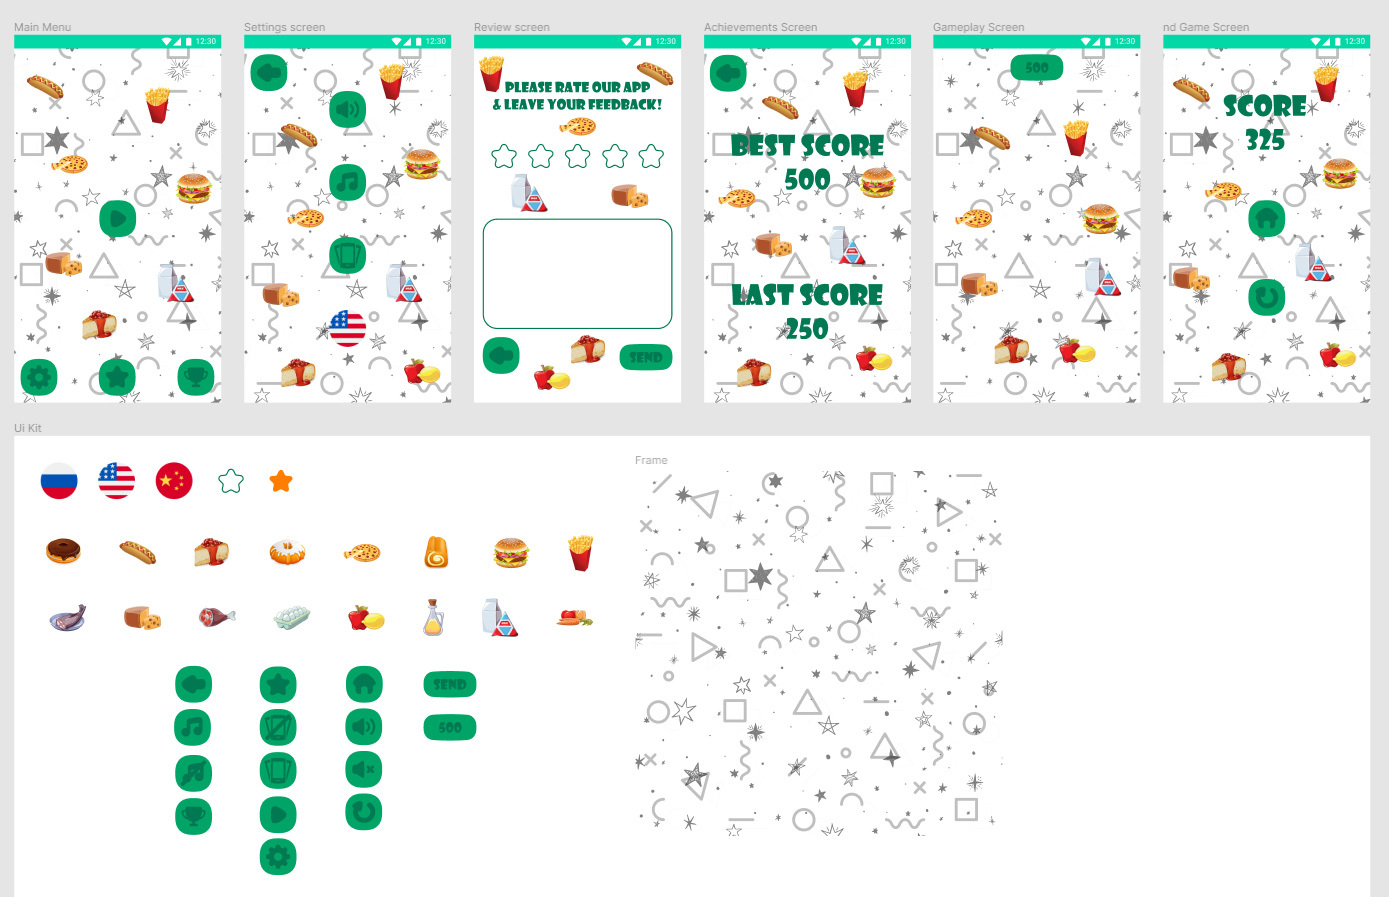 Main Menu
Settings screen
Review screen
Achievements Screen
Gameplay Screen
nd Game Screen
12:30
12:30
12:30
12:30
12:30
12:30
PLEASE RATE OUR APP
& LEAVE YOUR FEEDBACK!
SEND
BEST SCORE
500
LAST SCORE
250
500
SCORE
325
Ui Kit
Frame
SEND
500